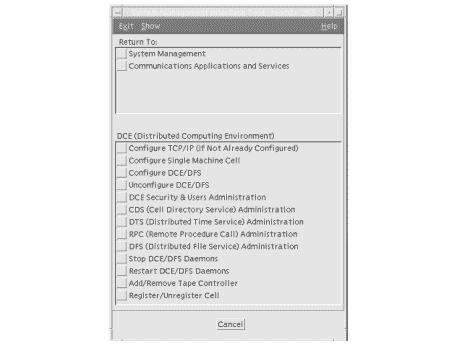 Exit Show Help
Return To:
System Management
Communications Applications and Services
DCE (Distributed Computing Environment)
Configure TCP/IP (If Not Already Configured)
Configure Single Machine Cell
Configure DCE/DFS
Unconfigure DCE/DFS
DCE Security & Users Administration
CDS (Cell Directory Service) Administration
DTS (Distributed Time Service) Administration
RPC (Remote Procedure Call) Administration
DFS (Distributed File Service) Administration
Stop DCE/DFS Daemons
Restart DCE/DFS Daemons
Add/Remove Tape Controller
Register/Unregister Cell
Cancel